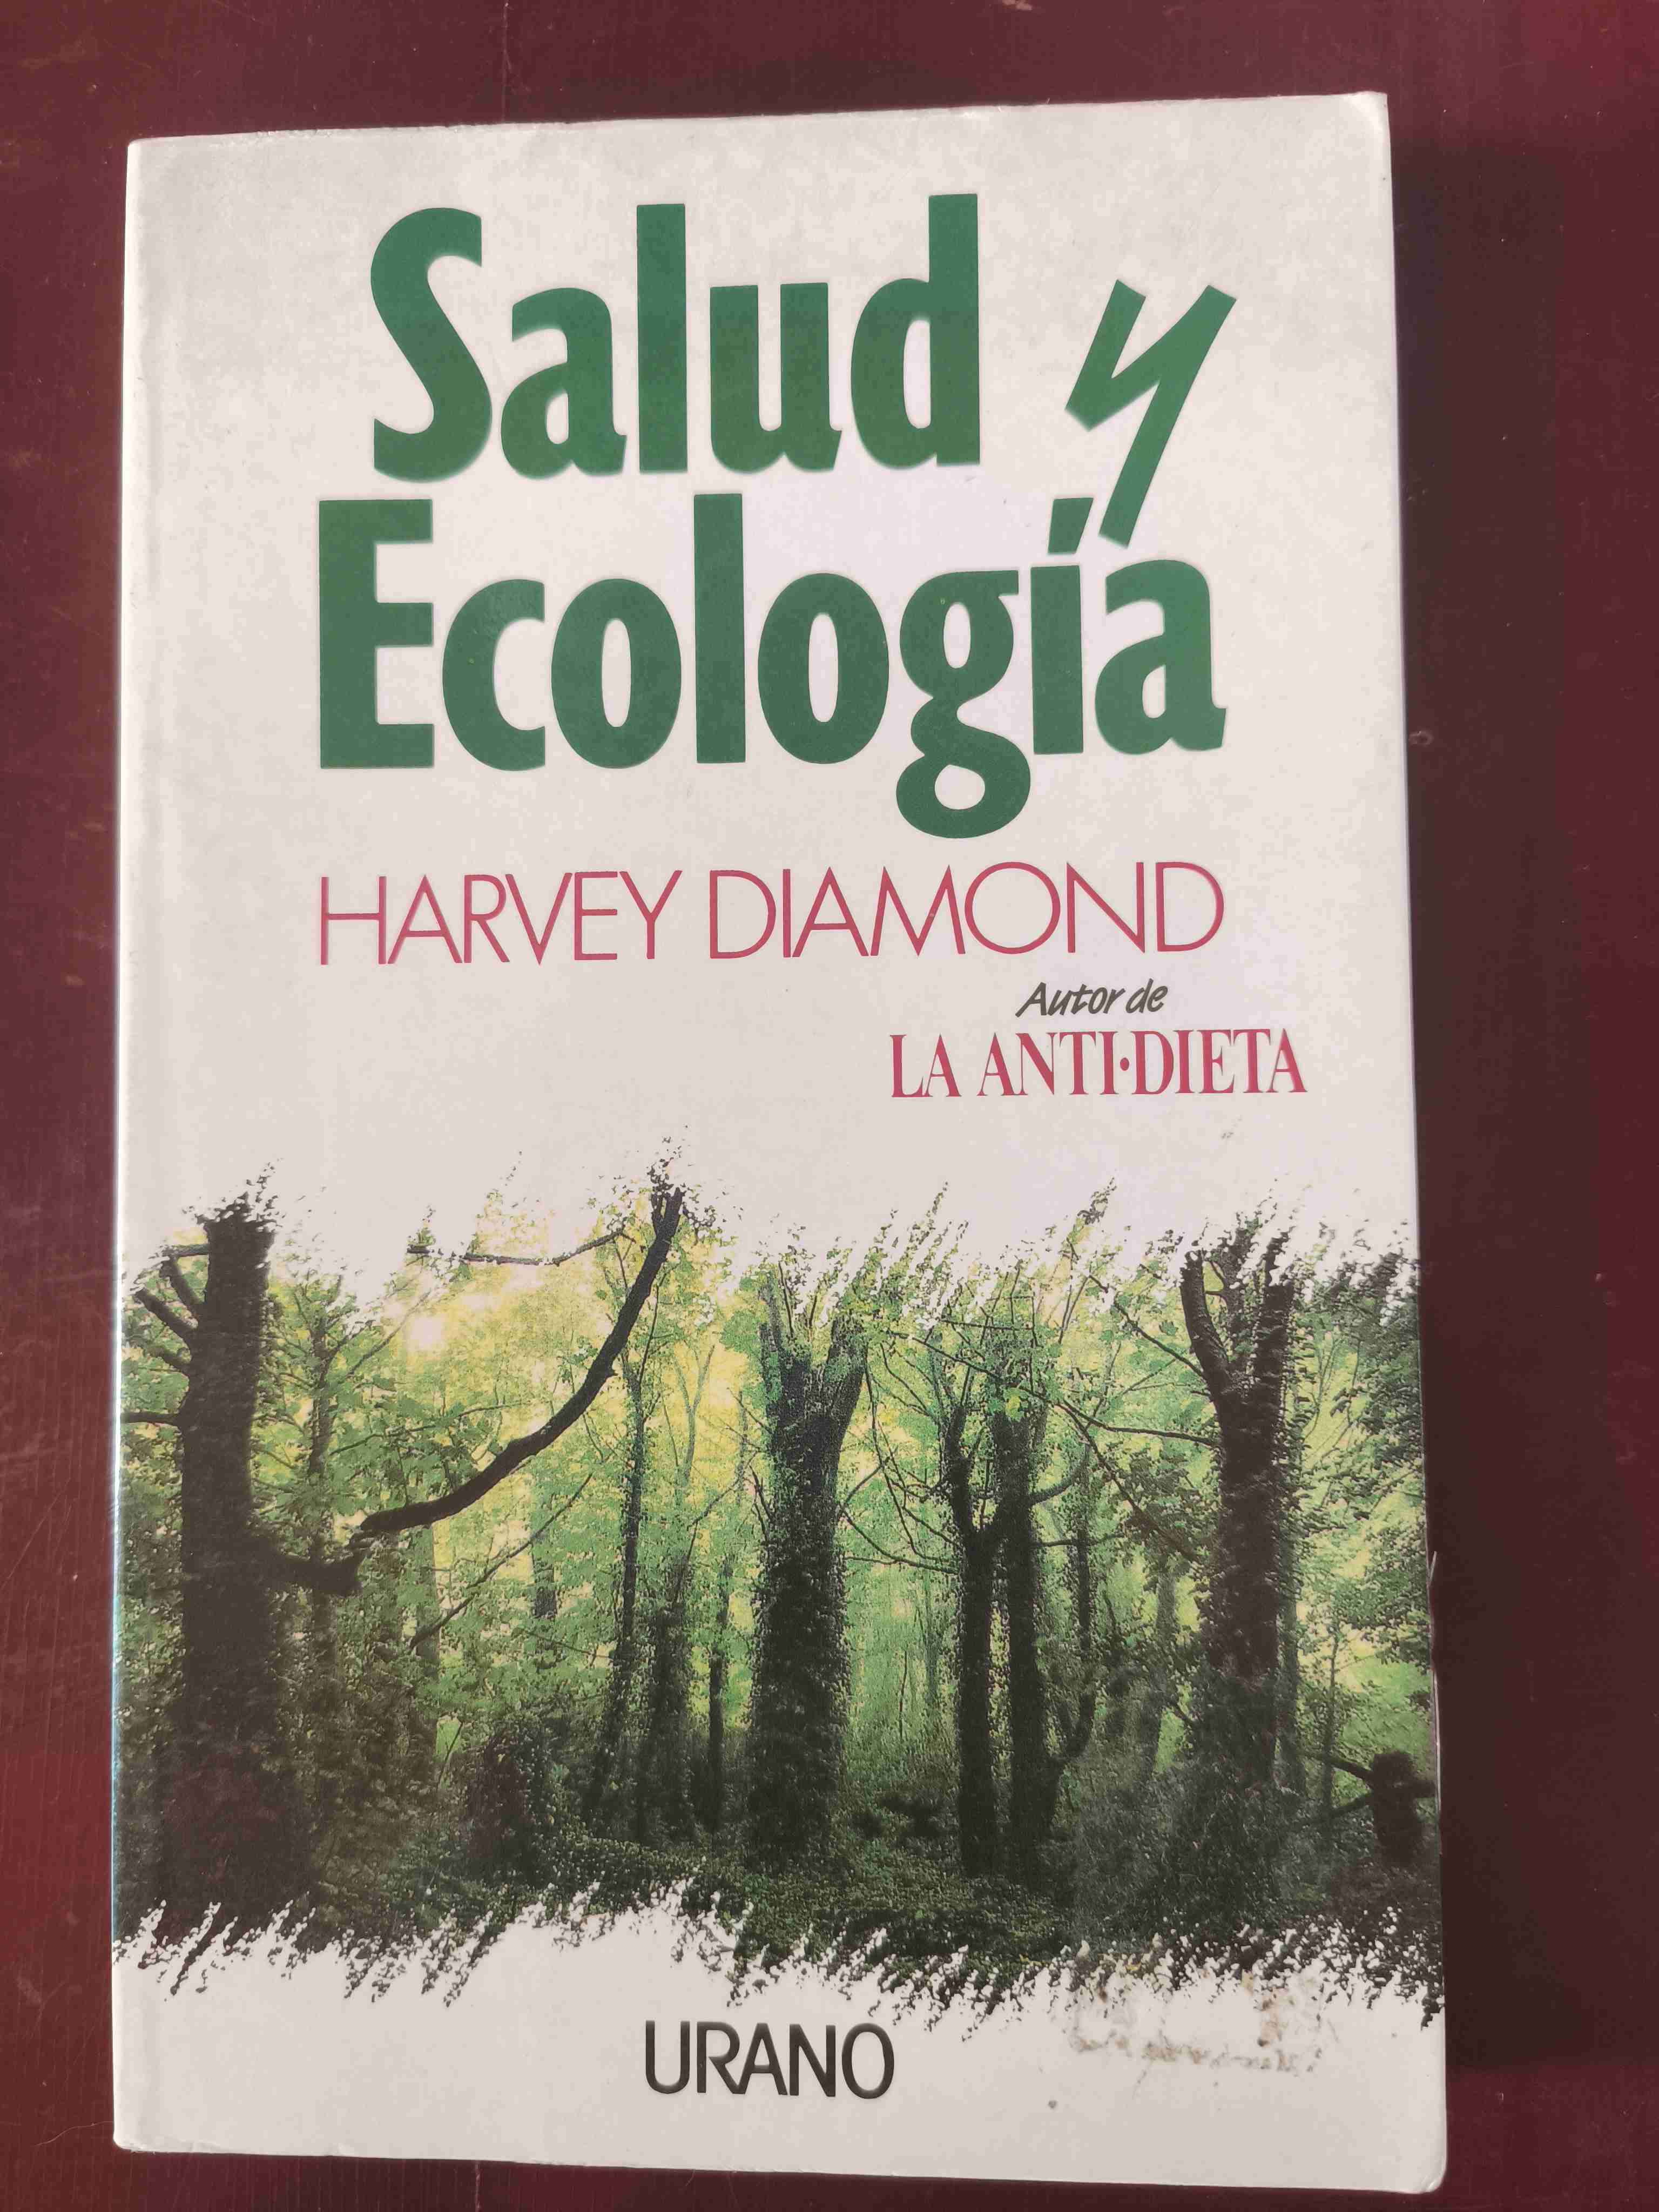 Salud y
Ecología
HARVEY DIAMOND
Autor de
LA ANTI·DIETA
URANO